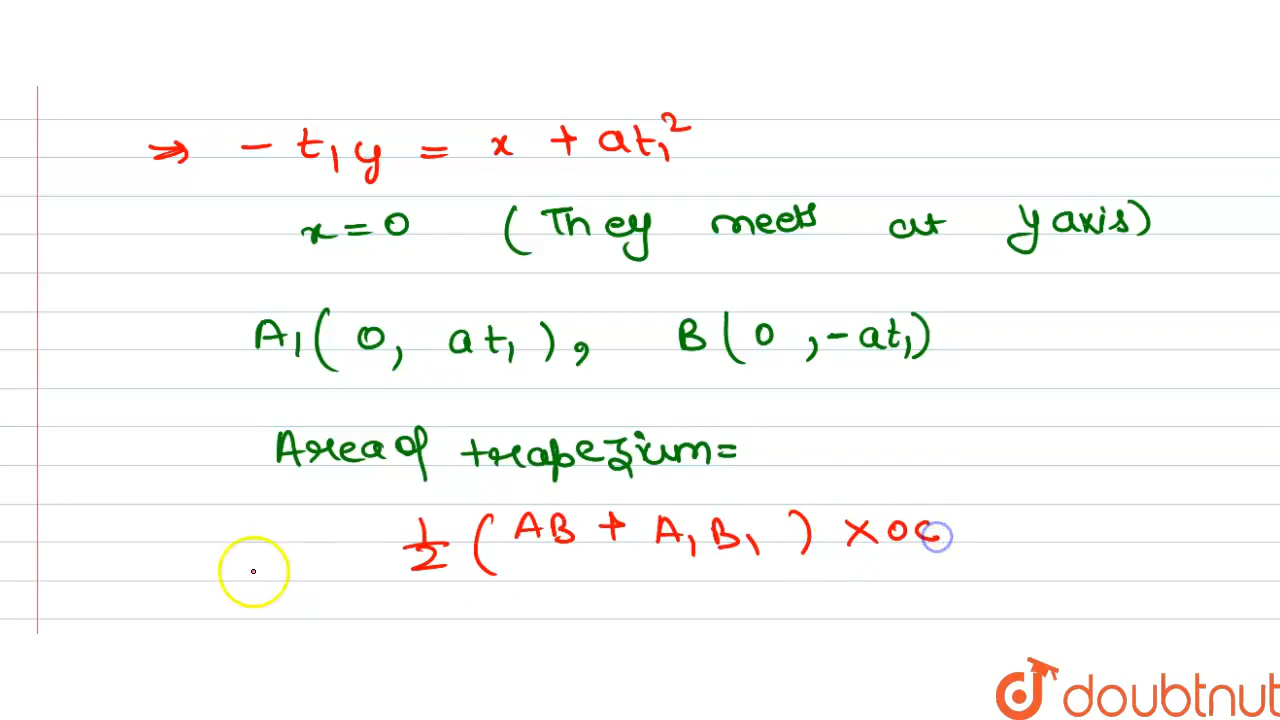 ⇒ - t₁y = x + at₁²
x=0 (They meets at y axis)
A₁(0, at₁), B(0,-at₁)
Area of trapezium=
1/2 (AB + A₁B₁) × OC
doubtnut